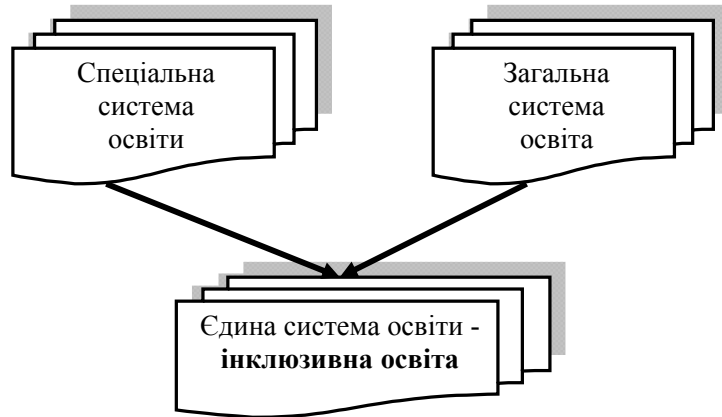 Спеціальна
система
освіти
Загальна
система
освіта
Єдина система освіти -
інклюзивна освіта